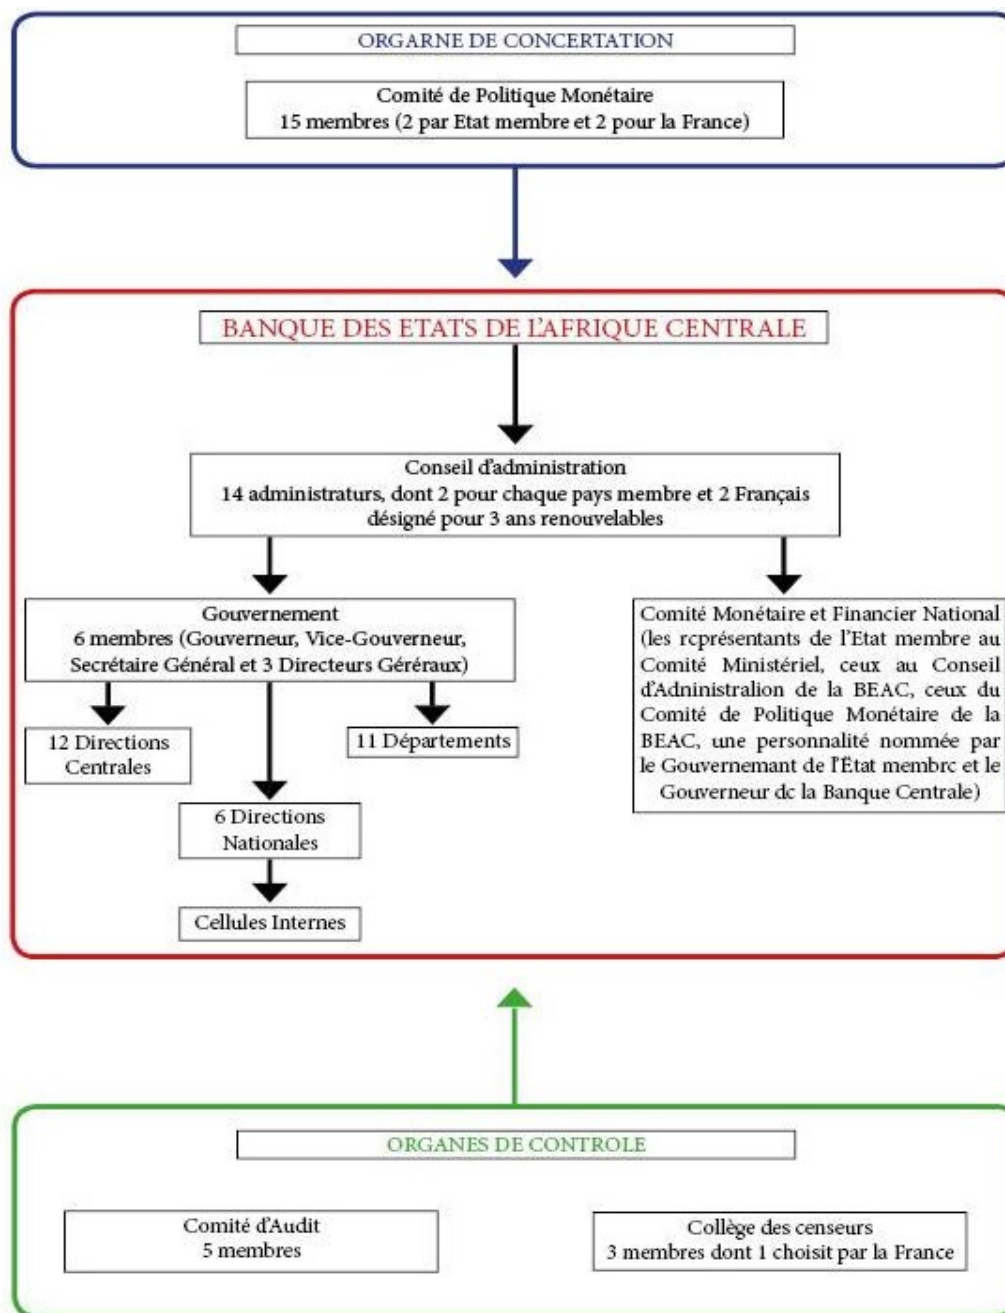 ORGARNE DE CONCERTATION
Comité de Politique Monétaire
15 membres (2 par Etat membre et 2 pour la France)
BANQUE DES ETATS DE L'AFRIQUE CENTRALE
Conseil d'administration
14 administraturs, dont 2 pour chaque pays membre et 2 Français
désigné pour 3 ans renouvelables
Gouvernement
6 membres (Gouverneur, Vice-Gouverneur,
Secrétaire Général et 3 Directeurs Géréraux)
12 Directions
Centrales
11 Départements
6 Directions
Nationales
Cellules Internes
Comité Monétaire et Financier National
(les rcprésentants de l'Etat membre au
Comité Ministériel, ceux au Conseil
d'Adninistralion de la BEAC, ceux du
Comité de Politique Monétaire de la
BEAC, une personnalité nommée par
le Gouvernemant de l'Ëtat membrc et le
Gouverneur dc la Banque Centrale)
ORGANES DE CONTROLE
Comité d'Audit
5 membres
Collège des censeurs
3 membres dont 1 choisit par la France